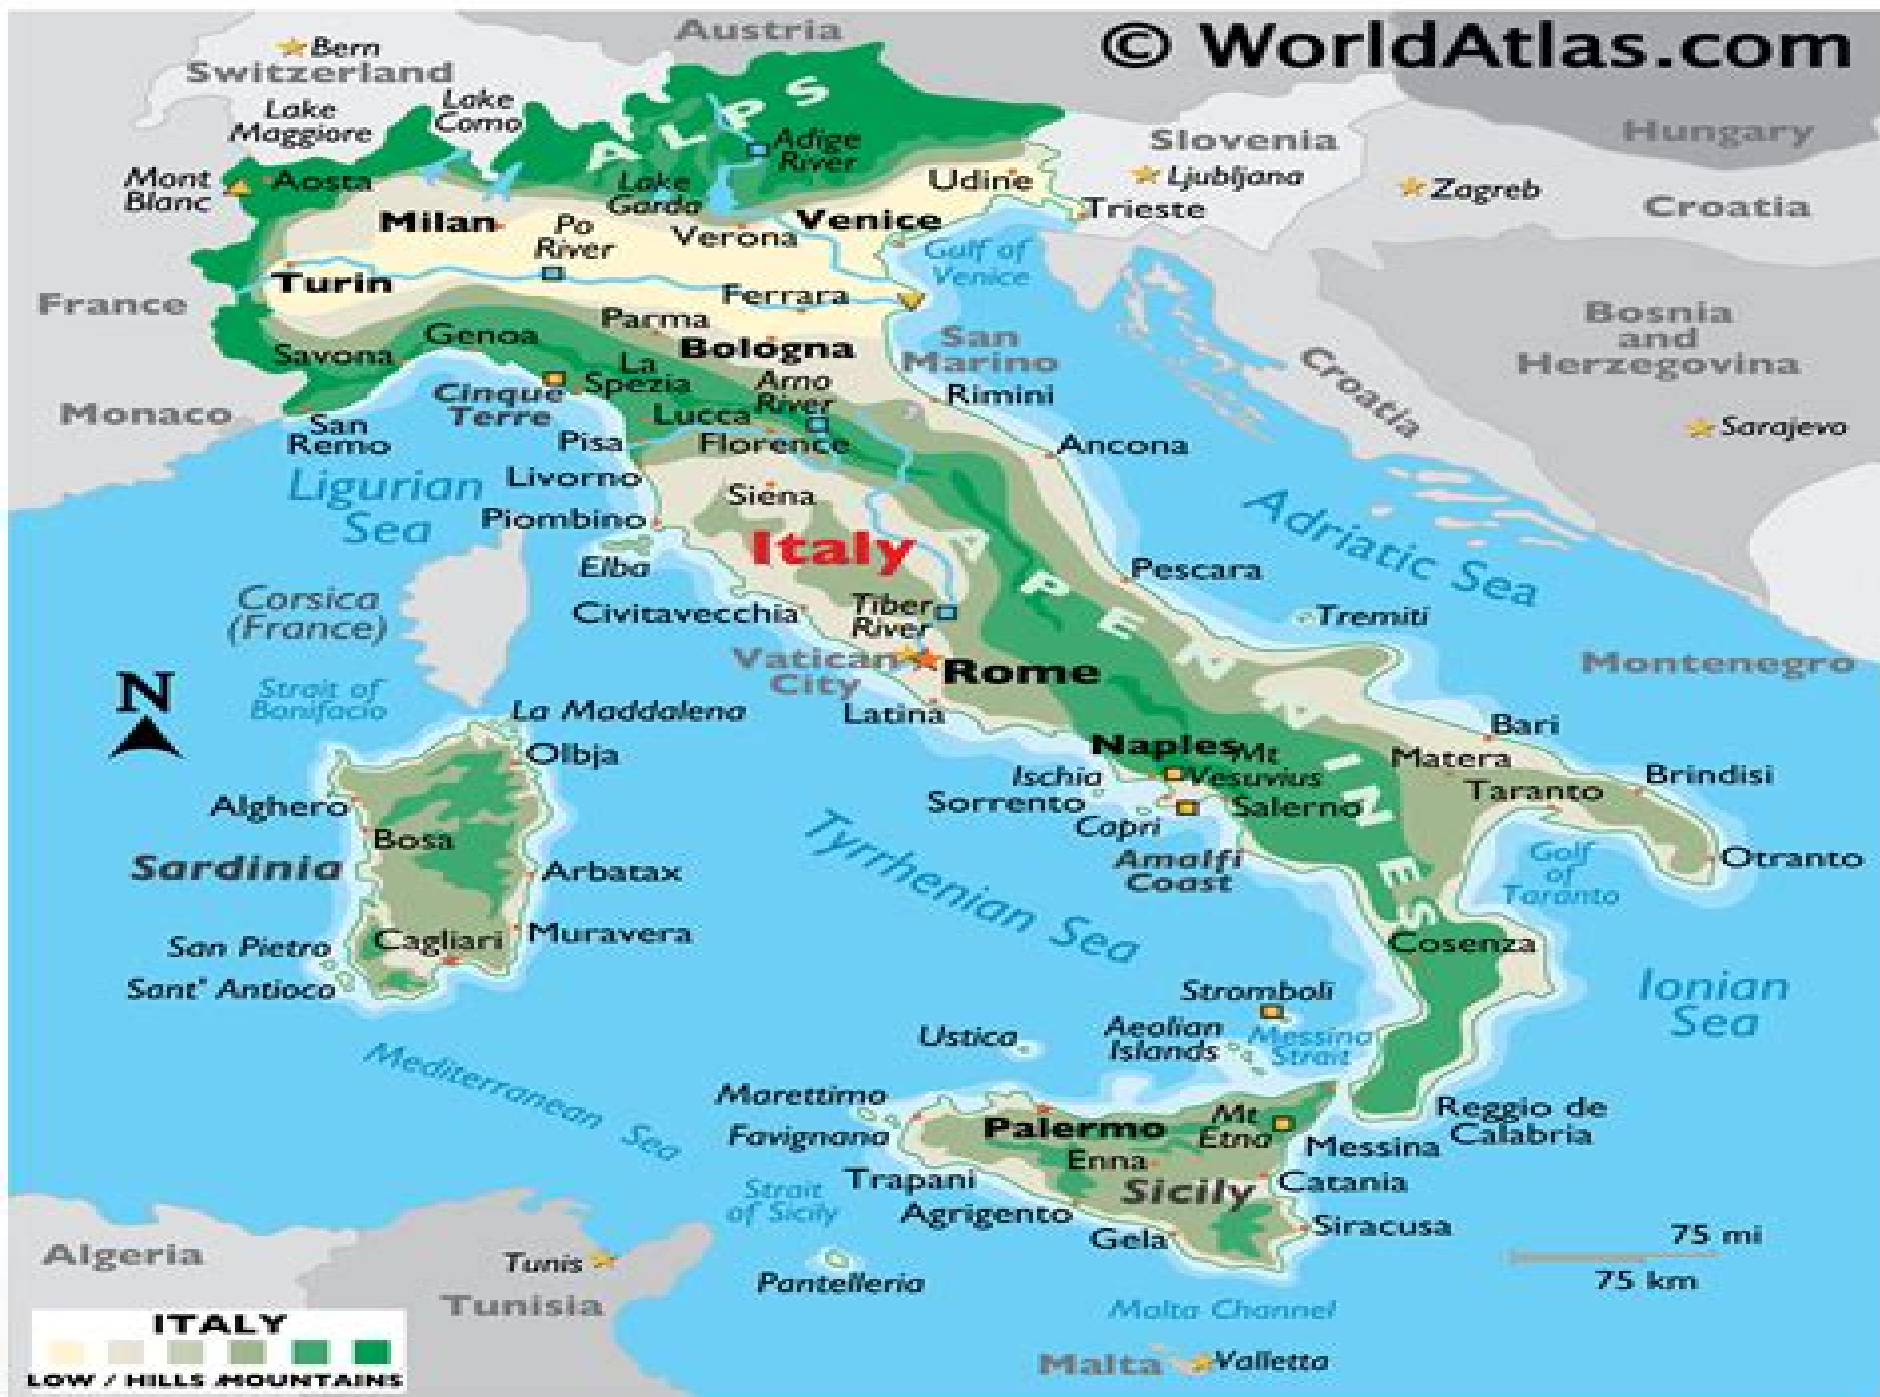 Austria
© WorldAtlas.com
Bern
Switzerland
Lake
Maggiore
Lake
Como
ALPS
Adige
River
Slovenia
Ljubljana
Hungary
Zagreb
Croatia
Mont
Blanc
Aosta
Lake
Garda
Udine
Trieste
Milan
Po
River
Verona
Venice
Gulf of
Venice
Turin
Ferrara
France
Parma
Genoa
Bologna
San
Marino
Bosnia
and
Herzegovina
Savona
La
Spezia
Arno
River
Croatia
Cinque
Terre
Rimini
Monaco
Lucca
San
Remo
Pisa
Florence
Ancona
Sarajevo
Ligurian
Sea
Livorno
Siena
Piombino
Italy
Adriatic Sea
Elba
APENNINES
Pescara
Corsica
(France)
Civitavecchia
Tiber
River
Tremiti
Vatican
City
Rome
Montenegro
N
Strait of
Bonifacio
La Maddalena
Latina
Bari
Olbja
Naples
Mt
Vesuvius
Matera
Ischia
Brindisi
Alghero
Sorrento
Salerno
Taranto
Capri
Bosa
Tyrrhenian Sea
Amalfi
Coast
Golf
of
Taranto
Otranto
Sardinia
Arbatax
San Pietro
Cagliari
Muravera
Cosenza
Sant' Antioco
Stromboli
Ionian
Sea
Ustica
Aeolian
Islands
Messina
Strait
Mediterranean Sea
Marettimo
Favignana
Palermo
Mt
Etna
Reggio de
Calabria
Messina
Enna
Trapani
Sicily
Catania
Strait
of Sicily
Agrigento
Gela
Siracusa
75 mi
75 km
Algeria
Tunis
Tunisia
Pantelleria
Malta Channel
Malta
Valletta
ITALY
LOW / HILLS /MOUNTAINS